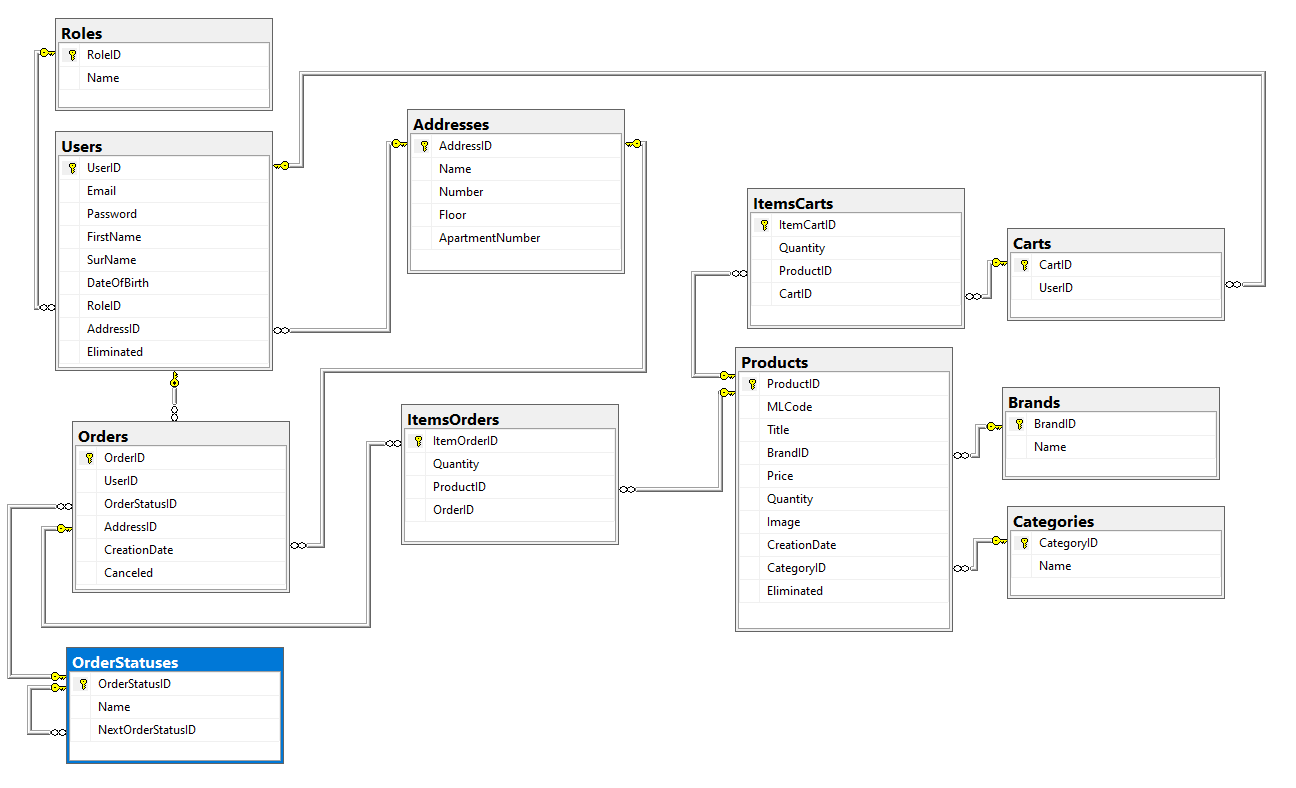 Roles
RoleID
Name
Users
UserID
Email
Password
FirstName
SurName
DateOfBirth
RoleID
AddressID
Eliminated
Addresses
AddressID
Name
Number
Floor
ApartmentNumber
ItemsCarts
ItemCartID
Quantity
ProductID
CartID
Carts
CartID
UserID
Products
ProductID
MLCode
Title
BrandID
Price
Quantity
Image
CreationDate
CategoryID
Eliminated
Brands
BrandID
Name
Categories
CategoryID
Name
ItemsOrders
ItemOrderID
Quantity
ProductID
OrderID
Orders
OrderID
UserID
OrderStatusID
AddressID
CreationDate
Canceled
OrderStatuses
OrderStatusID
Name
NextOrderStatusID